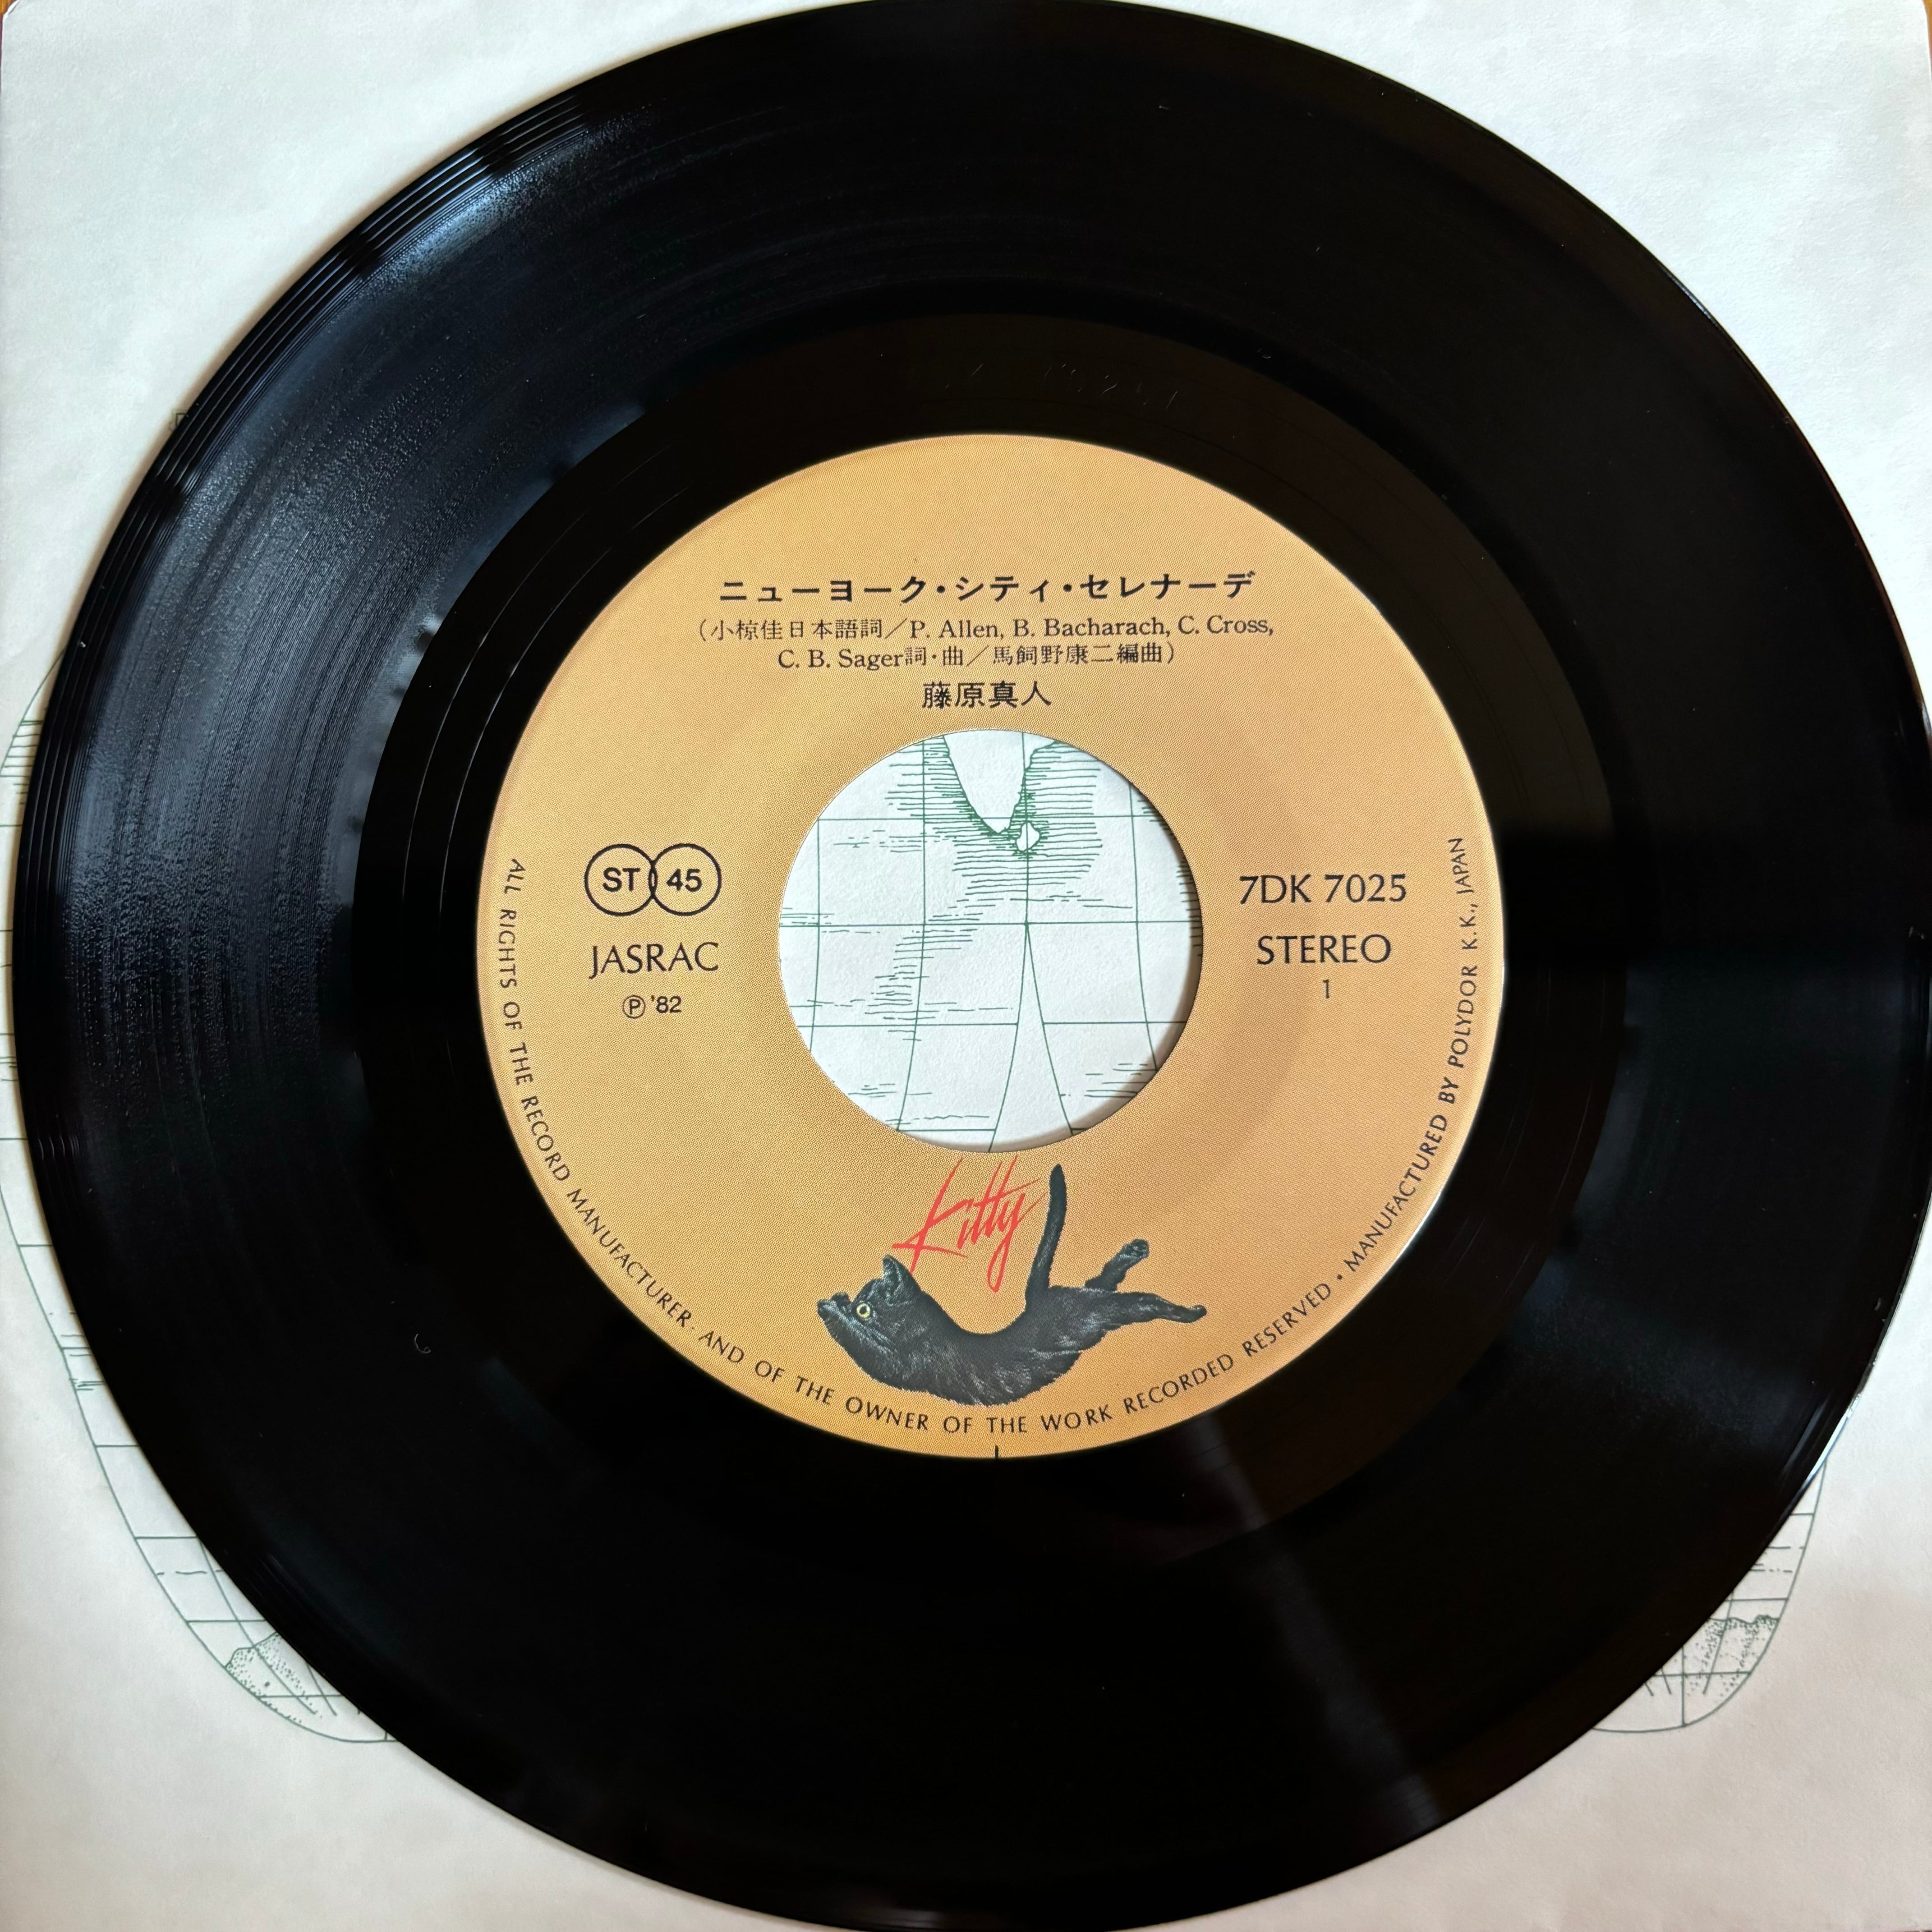 ニューヨーク・シティ・セレナーデ
(小椋佳日本語詞／P. Allen, B. Bacharach, C. Cross,
C. B. Sager詞・曲／馬飼野康二編曲)
藤原真人
ST 45
JASRAC
Ⓟ '82
7DK 7025
STEREO
1
Kitty
ALL RIGHTS OF THE RECORD MANUFACTURER AND OF THE OWNER OF THE WORK RECORDED RESERVED • MANUFACTURED BY POLYDOR K.K., JAPAN